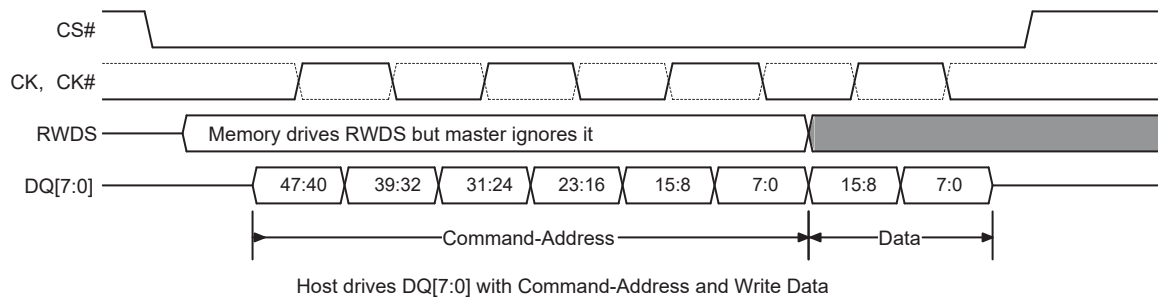 CS#
CK, CK#
RWDS Memory drives RWDS but master ignores it
DQ[7:0] 47:40 39:32 31:24 23:16 15:8 7:0 15:8 7:0
Command-Address Data
Host drives DQ[7:0] with Command-Address and Write Data